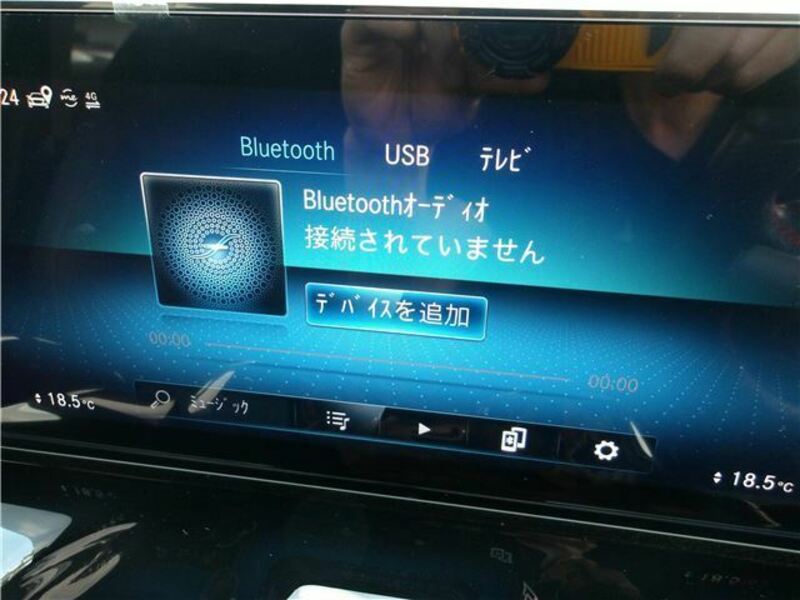 24 me 4G
Bluetooth USB ﾃﾚﾋﾞ
Bluetoothｵｰﾃﾞｨｵ
接続されていません
ﾃﾞﾊﾞｲｽを追加
00:00 00:00
18.5°C ﾐｭｰｼﾞｯｸ
18.5°C